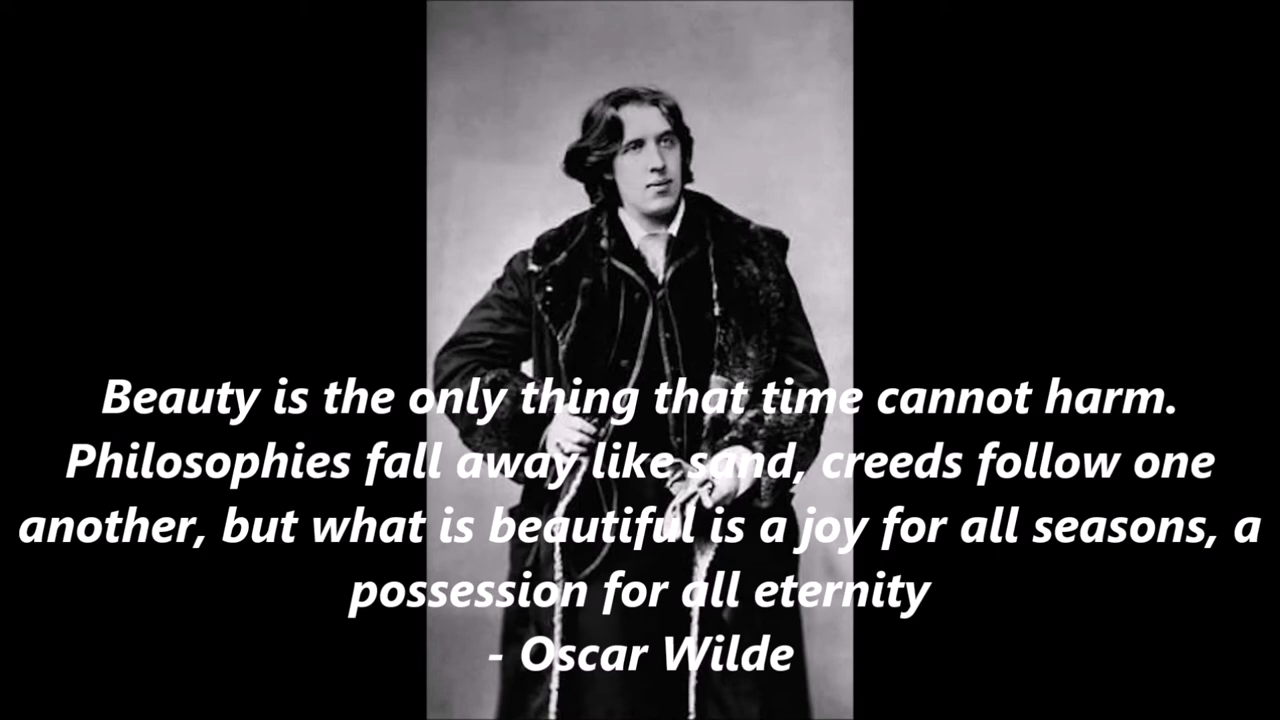 Beauty is the only thing that time cannot harm.
Philosophies fall away like sand, creeds follow one
another, but what is beautiful is a joy for all seasons, a
possession for all eternity
- Oscar Wilde